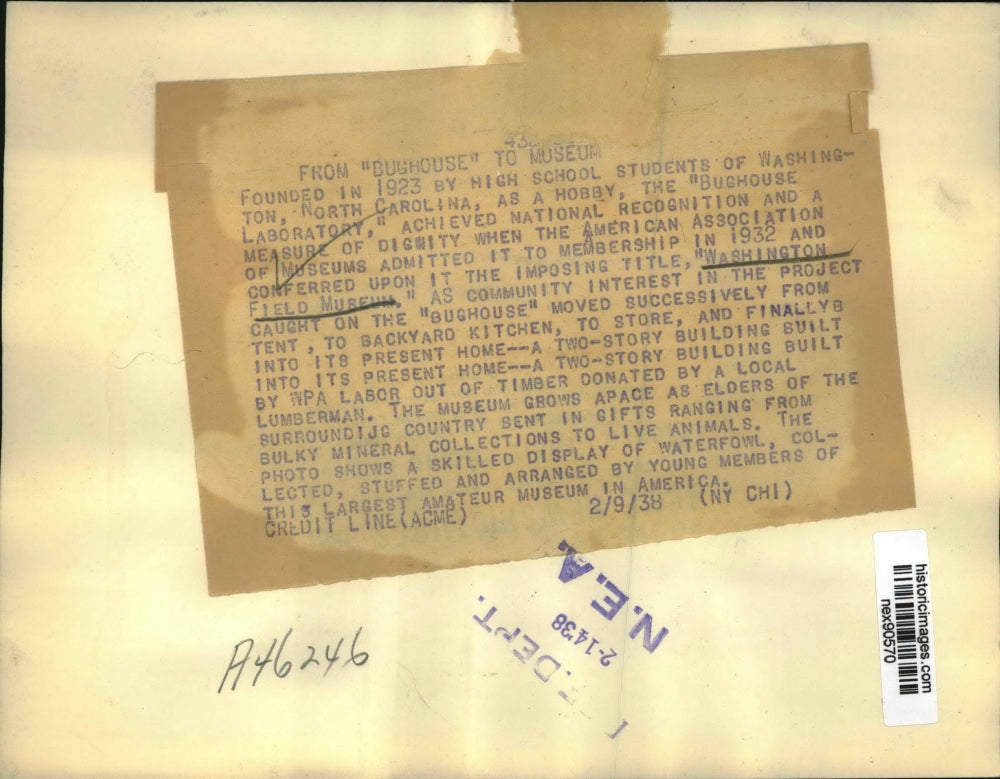 FROM "BUGHOUSE" TO MUSEUM
FOUNDED IN 1923 BY HIGH SCHOOL STUDENTS OF WASHING-
TON, NORTH CAROLINA, AS A HOBBY, THE "BUGHOUSE
LABORATORY," ACHIEVED NATIONAL RECOGNITION AND A
MEASURE OF DIGNITY WHEN THE AMERICAN ASSOCIATION
OF MUSEUMS ADMITTED IT TO MEMBERSHIP IN 1932 AND
CONFERRED UPON IT THE IMPOSING TITLE, "WASHINGTON
FIELD MUSEUM." AS COMMUNITY INTEREST IN THE PROJECT
CAUGHT ON THE "BUGHOUSE" MOVED SUCCESSIVELY FROM
TENT, TO BACKYARD KITCHEN, TO STORE, AND FINALLYB
INTO ITS PRESENT HOME--A TWO-STORY BUILDING BUILT
INTO ITS PRESENT HOME--A TWO-STORY BUILDING BUILT
BY WPA LABOR OUT OF TIMBER DONATED BY A LOCAL
LUMBERMAN. THE MUSEUM GROWS APACE AS ELDERS OF THE
SURROUNDIJG COUNTRY SENT IN GIFTS RANGING FROM
BULKY MINERAL COLLECTIONS TO LIVE ANIMALS. THE
PHOTO SHOWS A SKILLED DISPLAY OF WATERFOWL, COL-
LECTED, STUFFED AND ARRANGED BY YOUNG MEMBERS OF
THIS LARGEST AMATEUR MUSEUM IN AMERICA.
CREDIT LINE (ACME) 2/9/38 (NY CHI)
N.E.A.
2-14-38
DEPT.
A46246
historicimages.com
nex90570